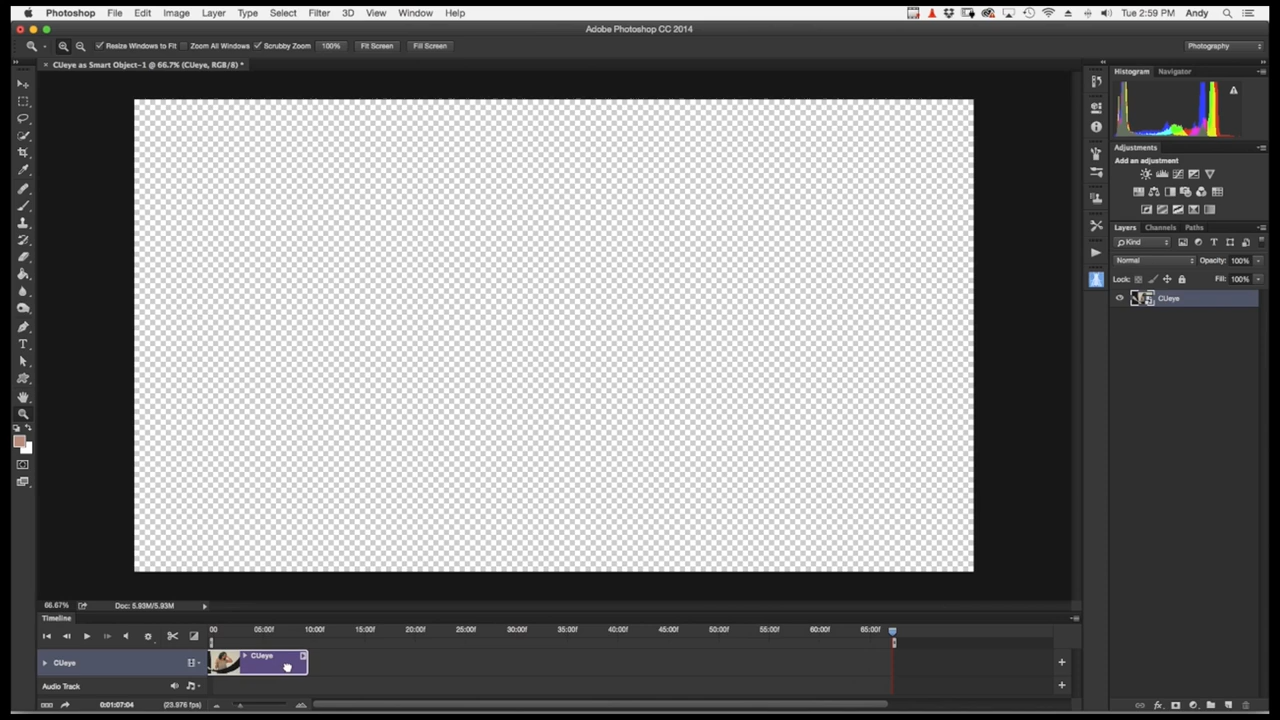 Photoshop File Edit Image Layer Type Select Filter 3D View Window Help Tue 2:59 PM Andy
Adobe Photoshop CC 2014
Resize Windows to Fit Zoom All Windows Scrubby Zoom 100% Fit Screen Fill Screen Photography
× CUeye as Smart Object-1 @ 66.7% (CUeye, RGB/8) *
Histogram Navigator
Adjustments
Add an adjustment
Layers Channels Paths
Kind
Normal Opacity: 100%
Lock: Fill: 100%
CUeye
66.67% Doc: 5.93M/5.93M
Timeline
00 05:00f 10:00f 15:00f 20:00f 25:00f 30:00f 35:00f 40:00f 45:00f 50:00f 55:00f 60:00f 65:00f
CUeye CUeye
Audio Track
0:01:07:04 (23.976 fps)